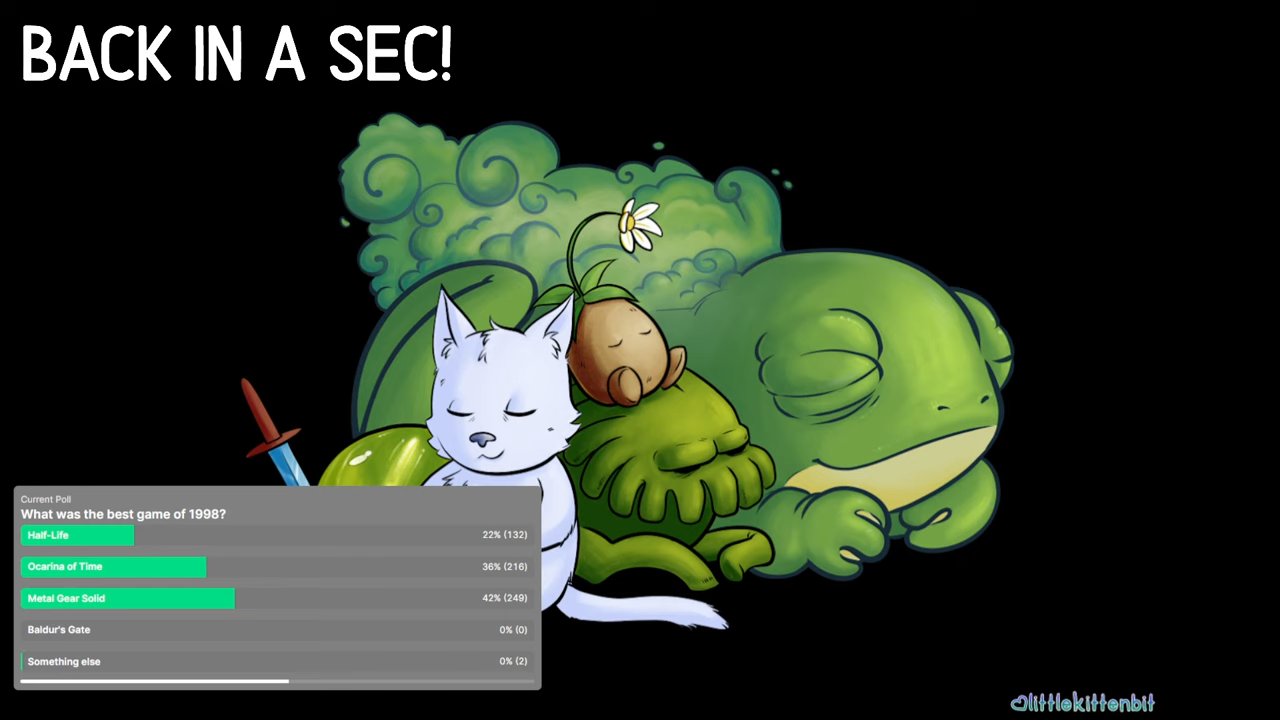 BACK IN A SEC!
Current Poll
What was the best game of 1998?
Half-Life 22% (132)
Ocarina of Time 36% (216)
Metal Gear Solid 42% (249)
Baldur's Gate 0% (0)
Something else 0% (2)
littlekittenbit